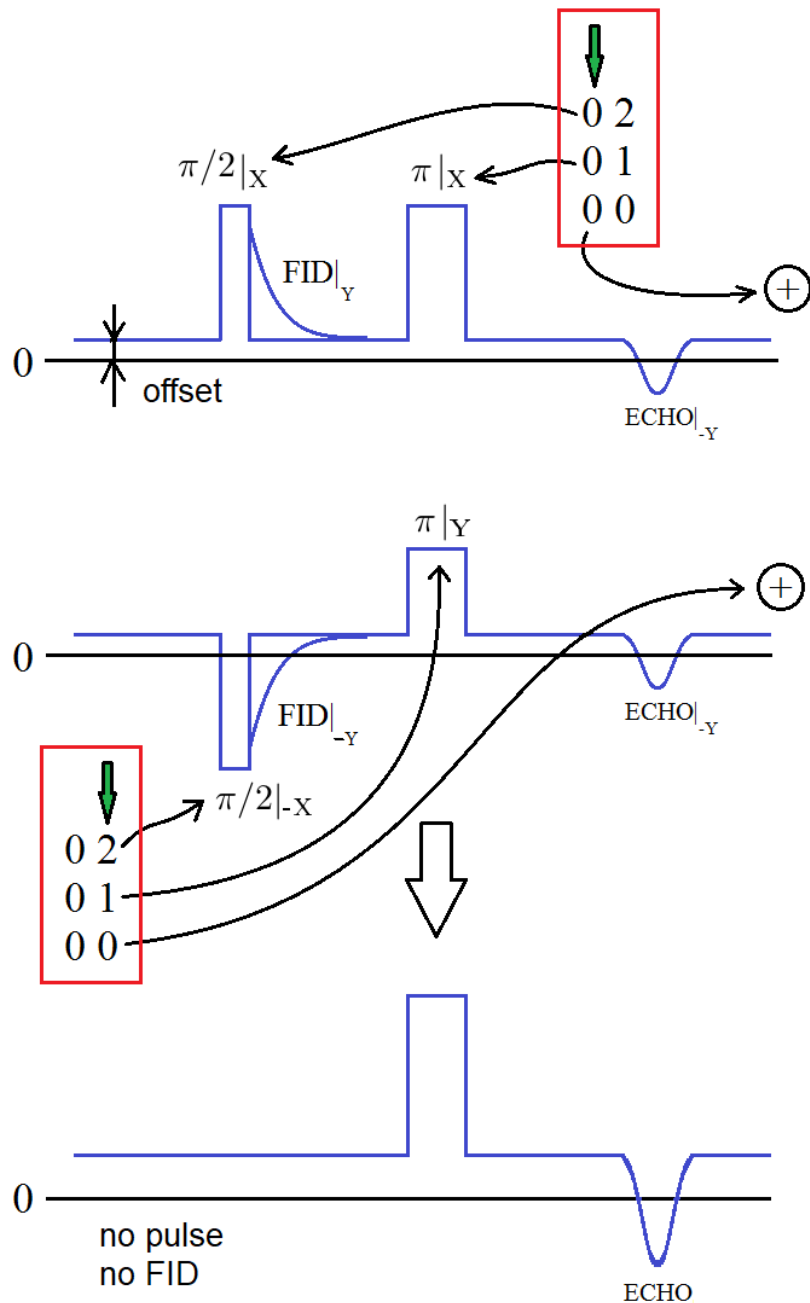 0 2
π/2|X
π|X
0 1
0 0
FID|Y
+
0
offset
ECHO|-Y
π|Y
+
0
FID|-Y
ECHO|-Y
π/2|-X
0 2
0 1
0 0
0
no pulse
no FID
ECHO